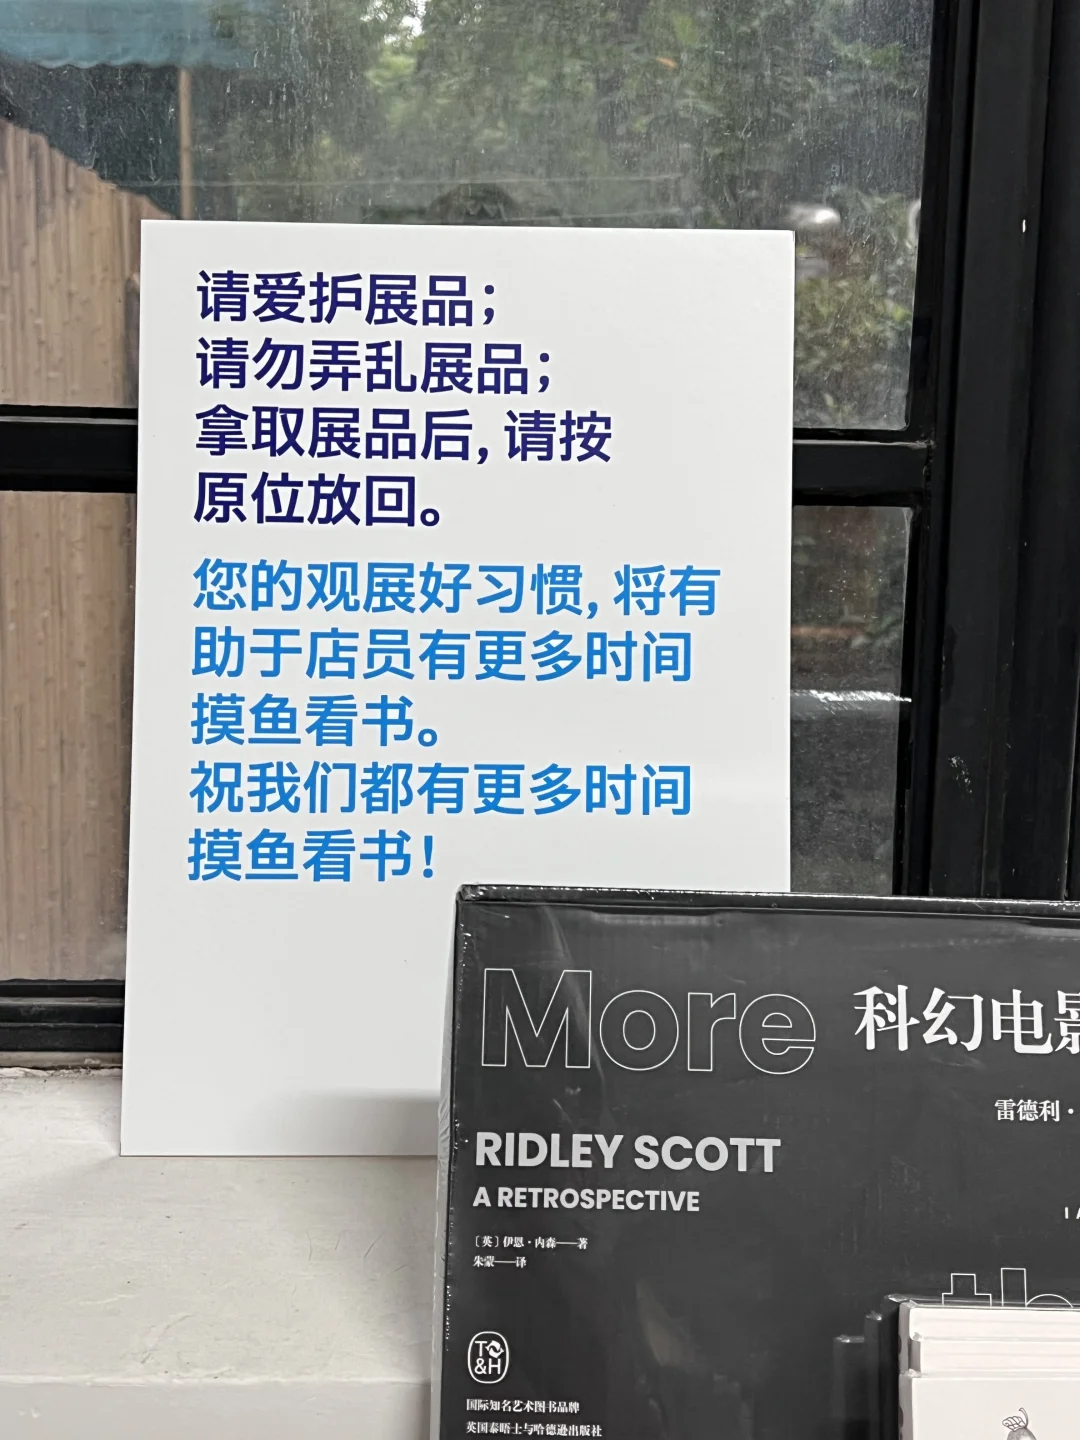 请爱护展品；
请勿弄乱展品；
拿取展品后，请按
原位放回。
您的观展好习惯，将有
助于店员有更多时间
摸鱼看书。
祝我们都有更多时间
摸鱼看书！
More
科幻电影
雷德利·
RIDLEY SCOTT
A RETROSPECTIVE
［英］伊恩·内森——著
朱蒙——译
th
T&H
国际知名艺术图书品牌
英国泰晤士与哈德逊出版社